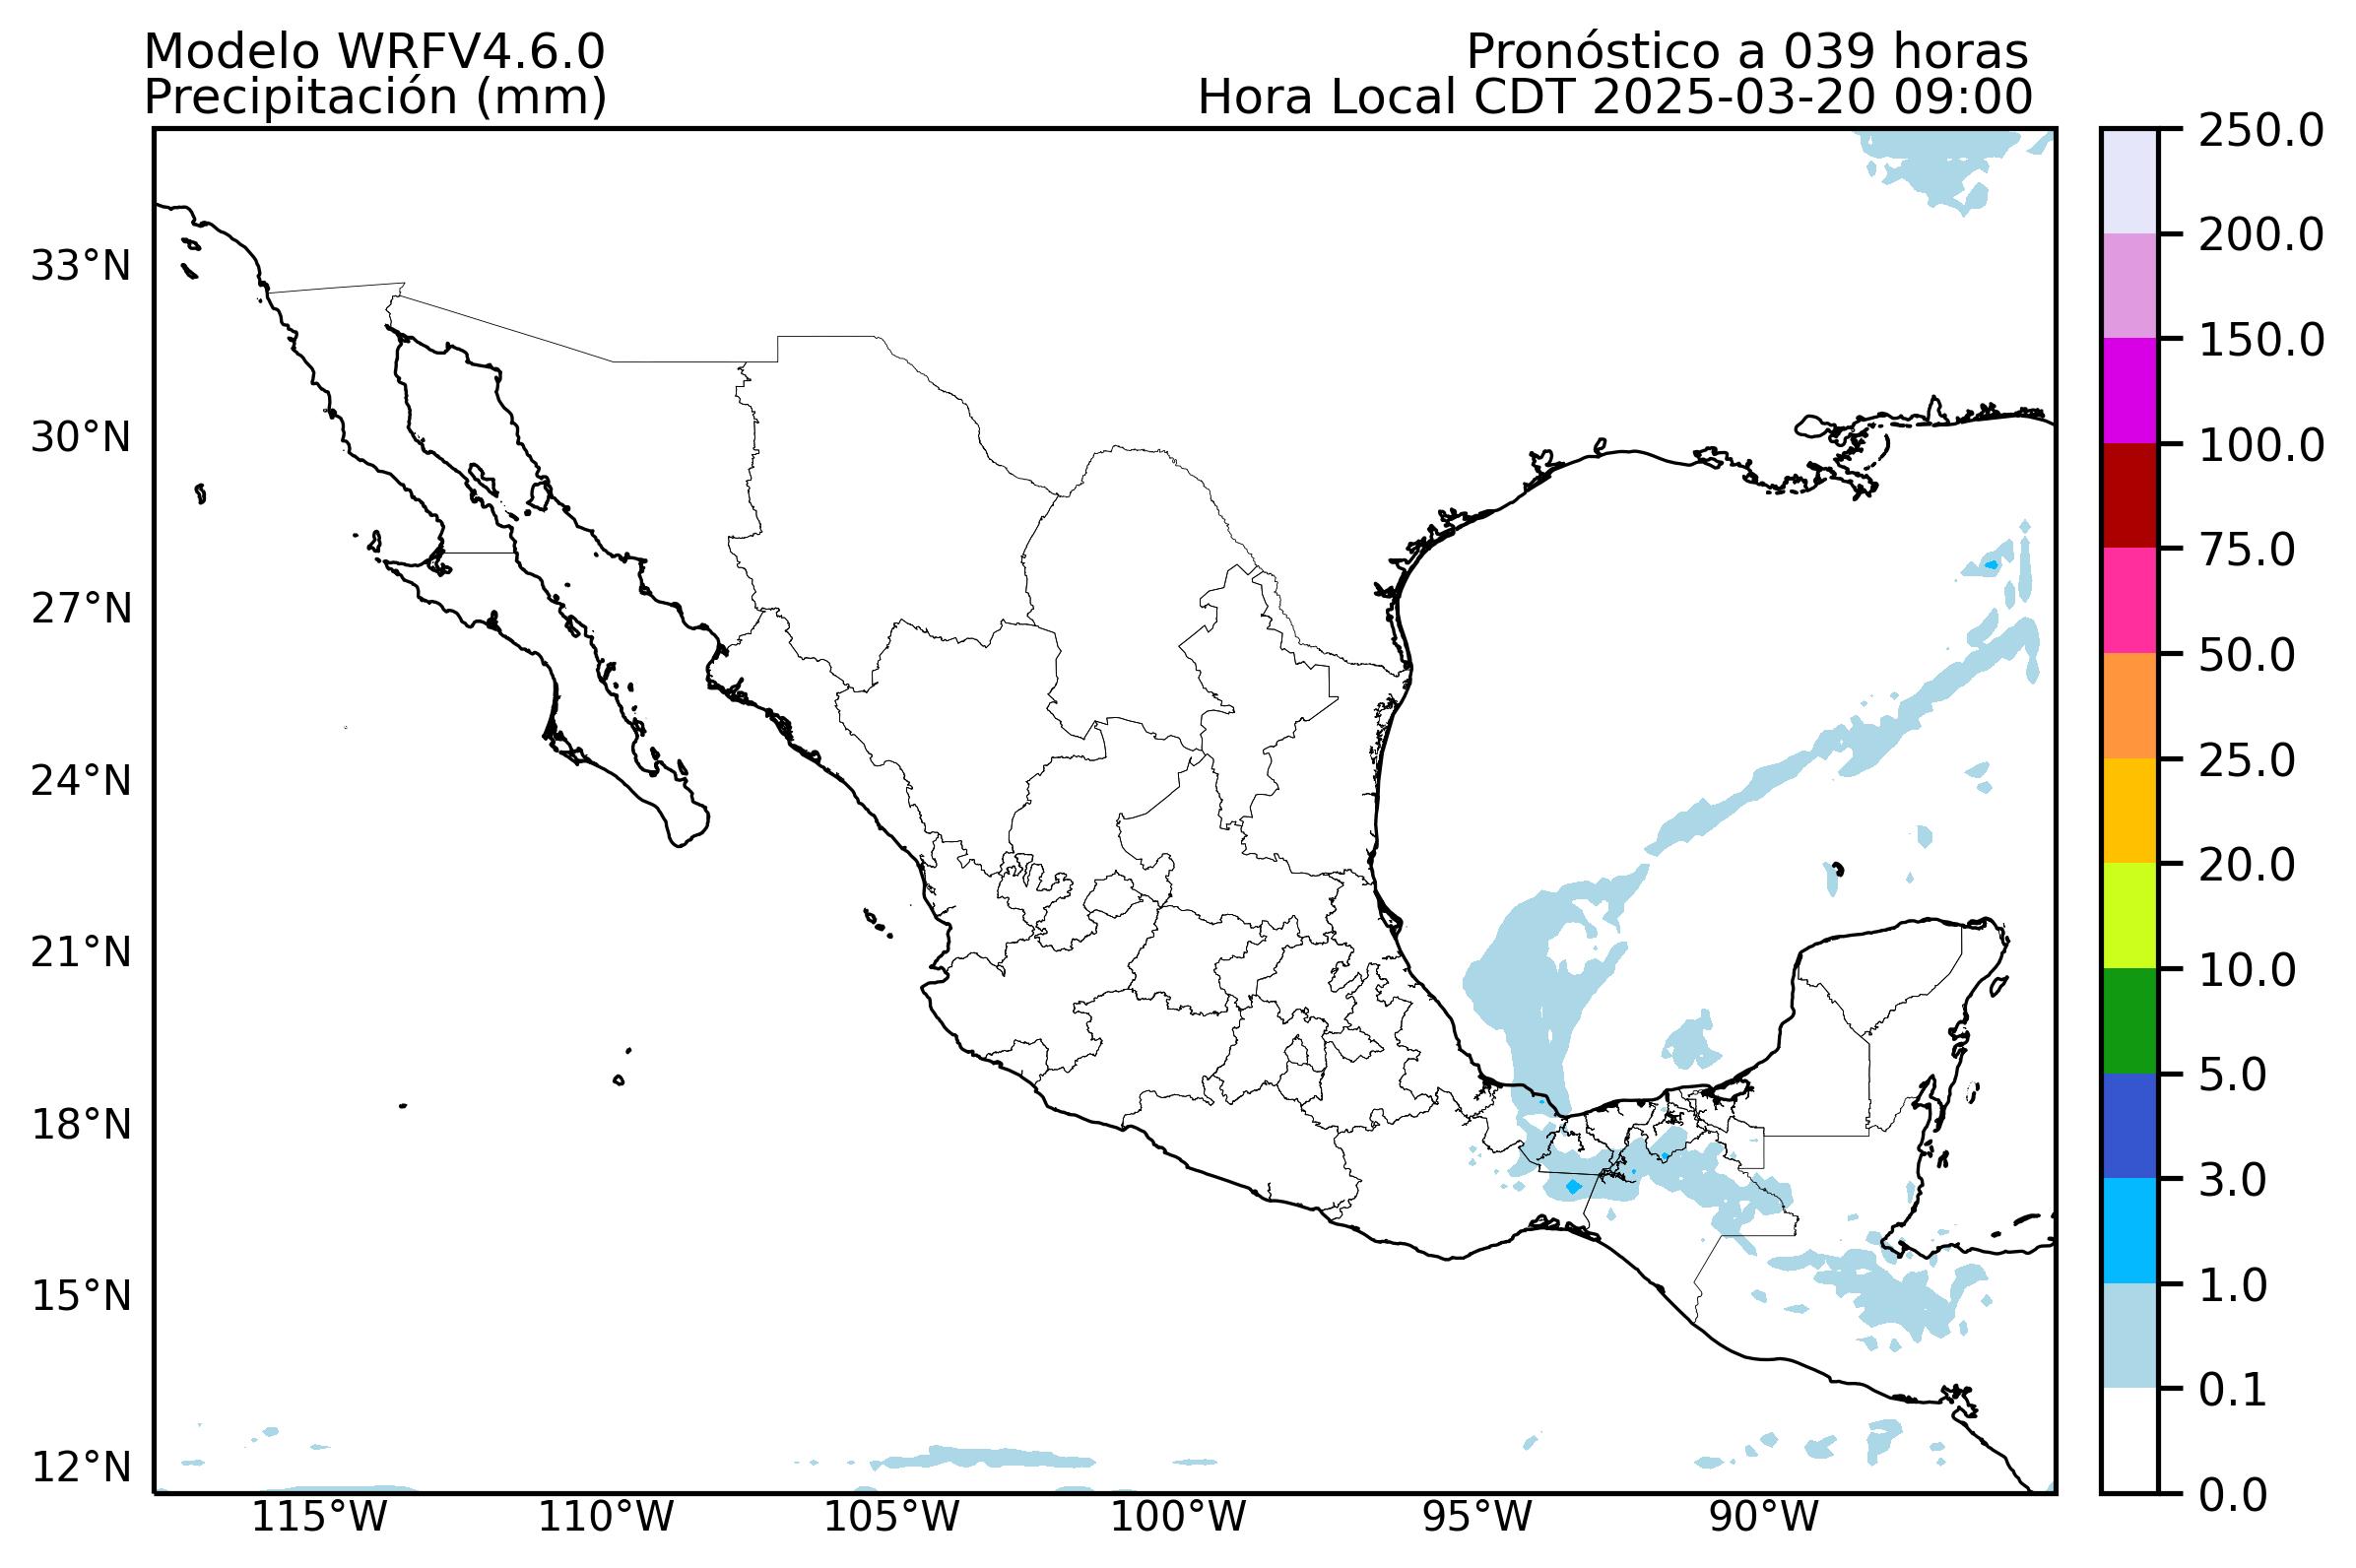 Modelo WRFV4.6.0
Pronóstico a 039 horas
Precipitación (mm)
Hora Local CDT 2025-03-20 09:00
250.0
200.0
150.0
100.0
75.0
50.0
25.0
20.0
10.0
5.0
3.0
1.0
0.1
0.0
33°N
30°N
27°N
24°N
21°N
18°N
15°N
12°N
115°W
110°W
105°W
100°W
95°W
90°W